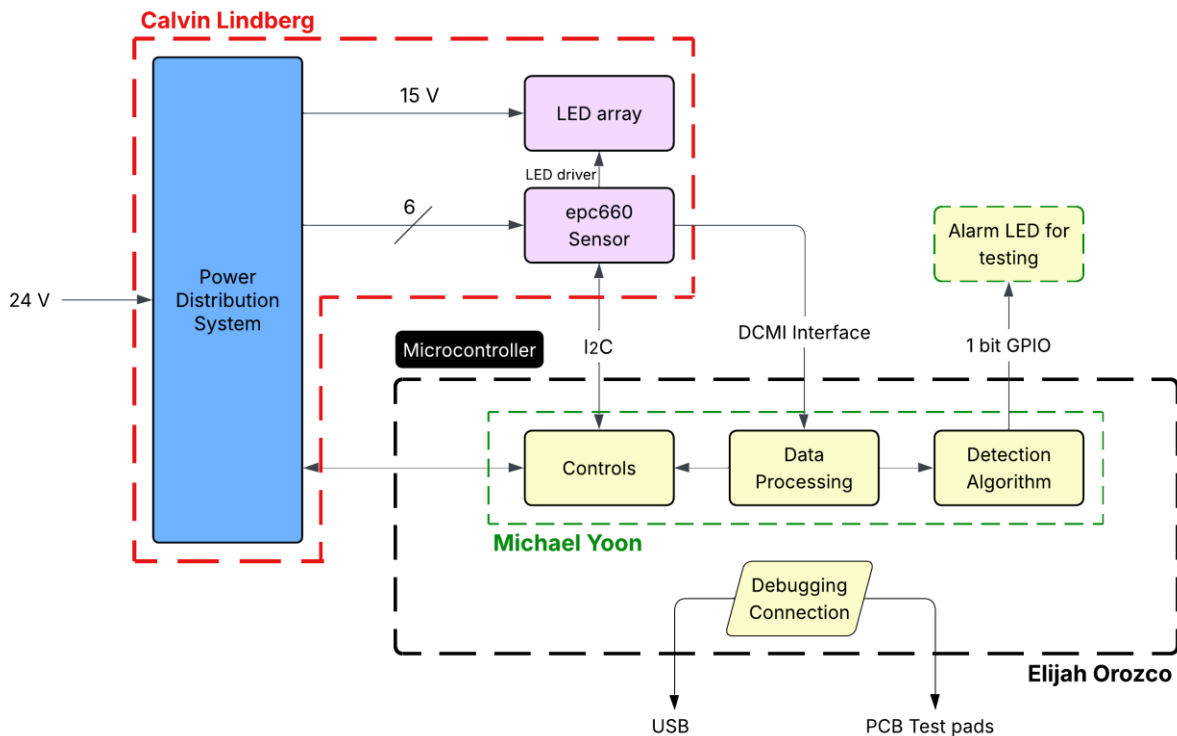 Calvin Lindberg
15 V
LED array
LED driver
6
epc660
Sensor
Alarm LED for
testing
24 V
Power
Distribution
System
Microcontroller
I2C
DCMI Interface
1 bit GPIO
Controls
Data
Processing
Detection
Algorithm
Michael Yoon
Debugging
Connection
Elijah Orozco
USB
PCB Test pads